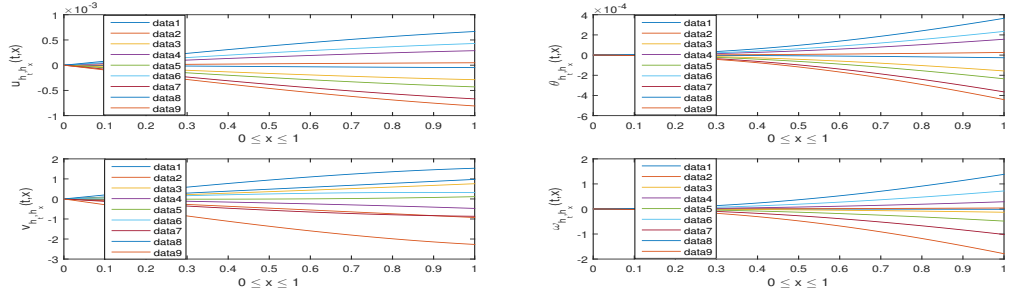 ×10⁻³
1
0.5
0
-0.5
-1
u_{h_t,h_x}(t,x)
data1
data2
data3
data4
data5
data6
data7
data8
data9
0 0.1 0.2 0.3 0.4 0.5 0.6 0.7 0.8 0.9 1
0 ≤ x ≤ 1
×10⁻⁴
4
2
0
-2
-4
-6
θ_{h_t,h_x}(t,x)
data1
data2
data3
data4
data5
data6
data7
data8
data9
0 0.1 0.2 0.3 0.4 0.5 0.6 0.7 0.8 0.9 1
0 ≤ x ≤ 1
2
1
0
-1
-2
-3
v_{h_t,h_x}(t,x)
data1
data2
data3
data4
data5
data6
data7
data8
data9
0 0.1 0.2 0.3 0.4 0.5 0.6 0.7 0.8 0.9 1
0 ≤ x ≤ 1
2
1
0
-1
-2
ω_{h_t,h_x}(t,x)
data1
data2
data3
data4
data5
data6
data7
data8
data9
0 0.1 0.2 0.3 0.4 0.5 0.6 0.7 0.8 0.9 1
0 ≤ x ≤ 1